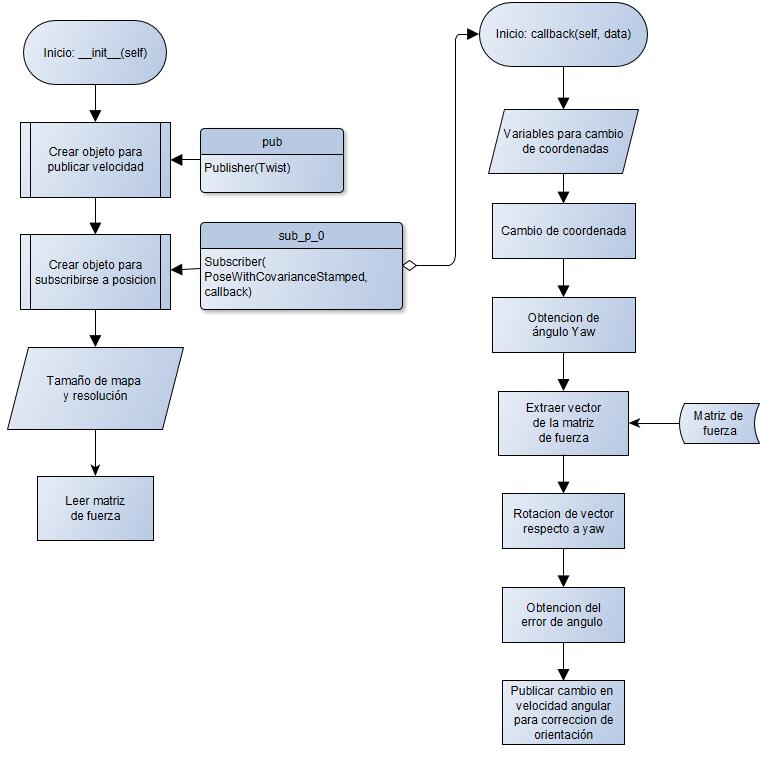 Inicio: __init__(self)
Crear objeto para
publicar velocidad
pub
Publisher(Twist)
Crear objeto para
subscribirse a posicion
sub_p_0
Subscriber(
PoseWithCovarianceStamped,
callback)
Tamaño de mapa
y resolución
Leer matriz
de fuerza
Inicio: callback(self, data)
Variables para cambio
de coordenadas
Cambio de coordenada
Obtencion de
ángulo Yaw
Extraer vector
de la matriz
de fuerza
Matriz de
fuerza
Rotacion de vector
respecto a yaw
Obtencion del
error de angulo
Publicar cambio en
velocidad angular
para correccion de
orientación